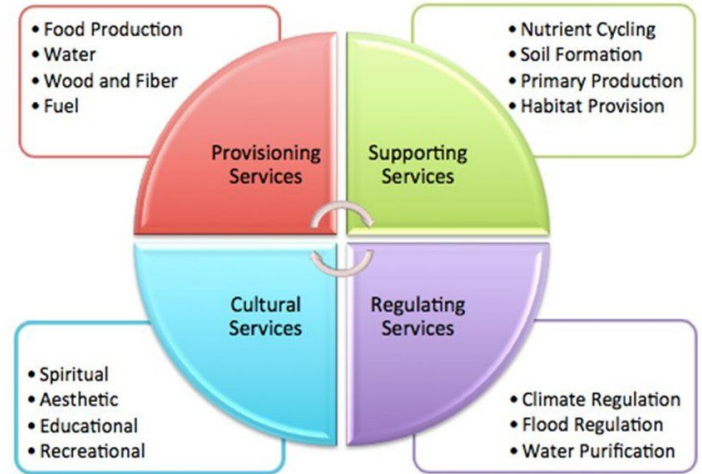 • Food Production
• Water
• Wood and Fiber
• Fuel
• Nutrient Cycling
• Soil Formation
• Primary Production
• Habitat Provision
Provisioning
Services
Supporting
Services
Cultural
Services
Regulating
Services
• Spiritual
• Aesthetic
• Educational
• Recreational
• Climate Regulation
• Flood Regulation
• Water Purification